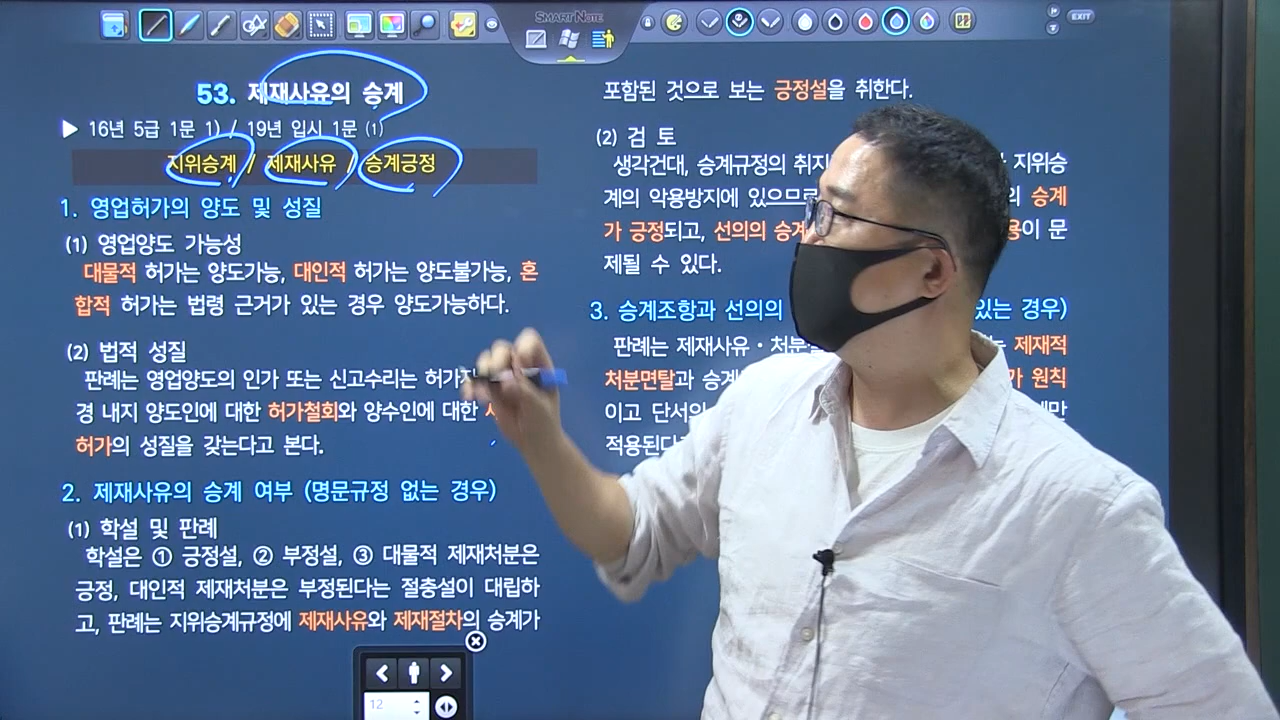 SMART NOTE
EXIT
53. 제재사유의 승계
▶ 16년 5급 1문 1) / 19년 입시 1문 (1)
지위승계 / 제재사유 / 승계긍정
1. 영업허가의 양도 및 성질
(1) 영업양도 가능성
대물적 허가는 양도가능, 대인적 허가는 양도불가능, 혼
합적 허가는 법령 근거가 있는 경우 양도가능하다.
(2) 법적 성질
판례는 영업양도의 인가 또는 신고수리는 허가
경 내지 양도인에 대한 허가철회와 양수인에 대한
허가의 성질을 갖는다고 본다.
2. 제재사유의 승계 여부 (명문규정 없는 경우)
(1) 학설 및 판례
학설은 ① 긍정설, ② 부정설, ③ 대물적 제재처분은
긍정, 대인적 제재처분은 부정된다는 절충설이 대립하
고, 판례는 지위승계규정에 제재사유와 제재절차의 승계가
포함된 것으로 보는 긍정설을 취한다.
(2) 검 토
생각건대, 승계규정의 취지 지위승
계의 악용방지에 있으므로 승계
가 긍정되고, 선의의 승계 이 문
제될 수 있다.
3. 승계조항과 선의의 있는 경우)
판례는 제재사유·처분 제재적
처분면탈과 승계 원칙
이고 단서의
적용된다
12